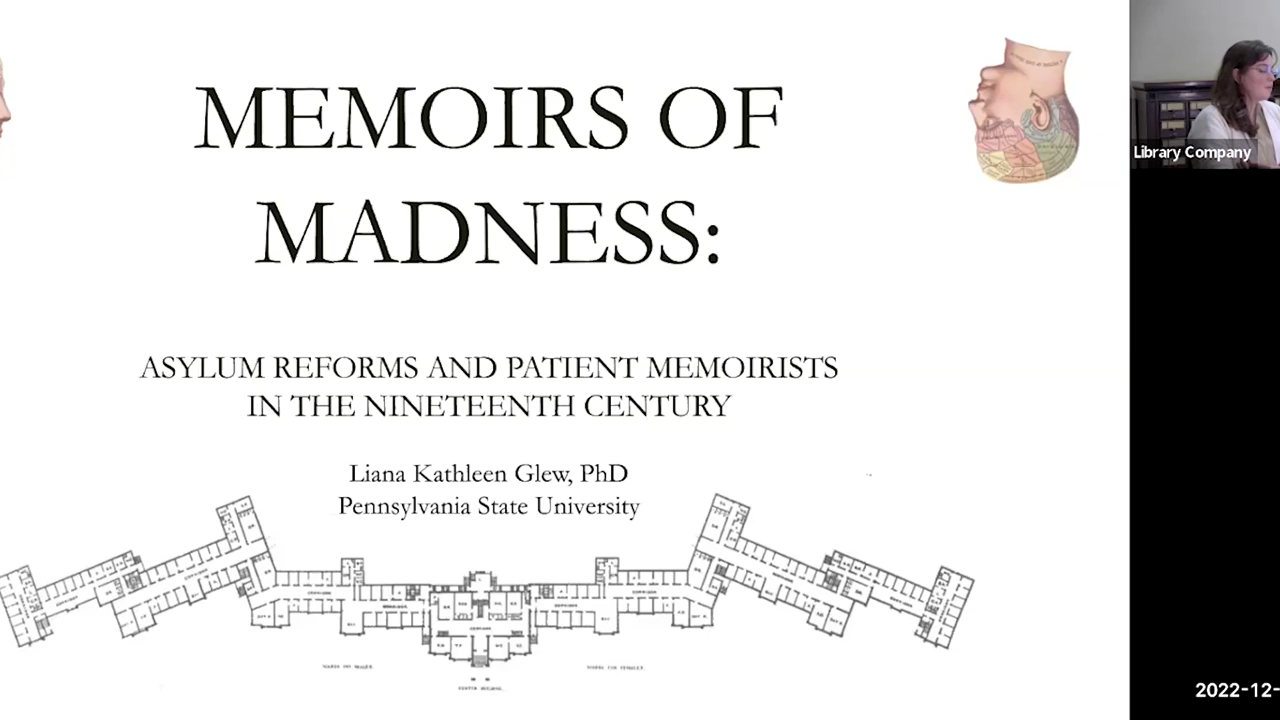 MEMOIRS OF
MADNESS:
ASYLUM REFORMS AND PATIENT MEMOIRISTS
IN THE NINETEENTH CENTURY
Liana Kathleen Glew, PhD
Pennsylvania State University
Library Company
2022-12-